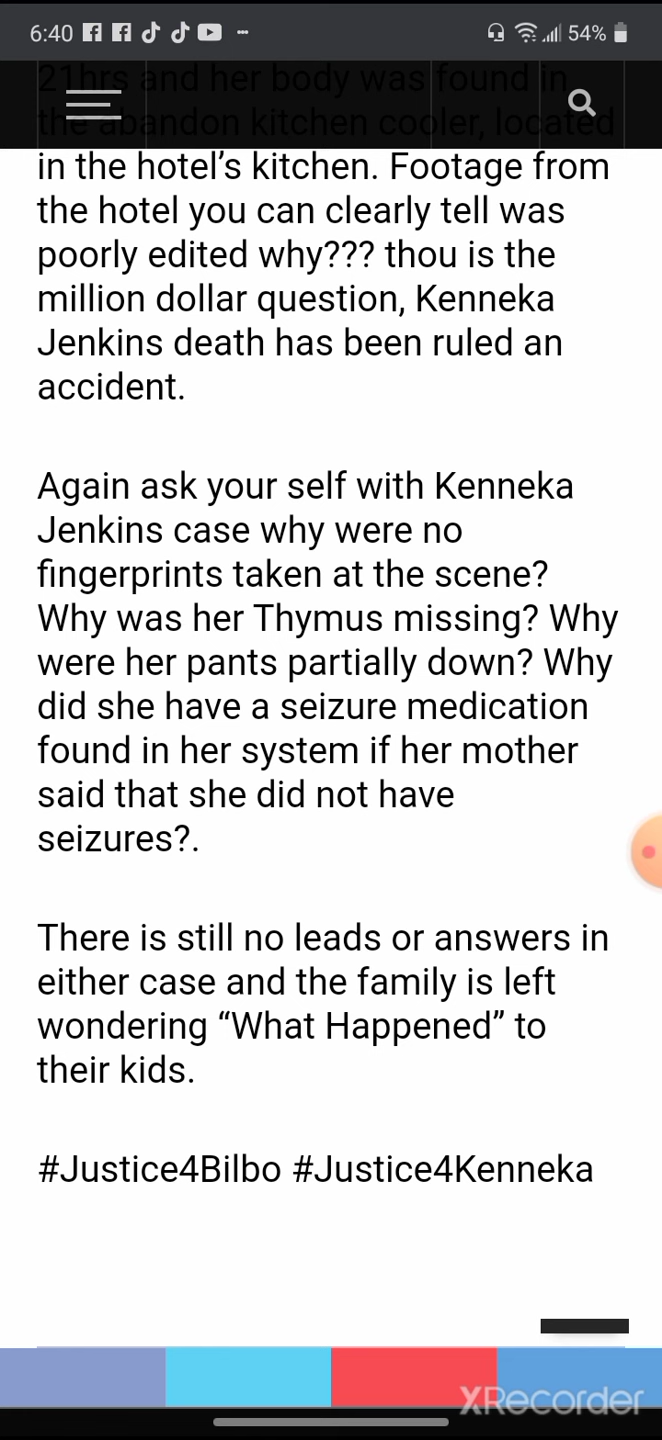 6:40 54%
21hrs and her body was found in
the abandon kitchen cooler, located
in the hotel’s kitchen. Footage from
the hotel you can clearly tell was
poorly edited why??? thou is the
million dollar question, Kenneka
Jenkins death has been ruled an
accident.
Again ask your self with Kenneka
Jenkins case why were no
fingerprints taken at the scene?
Why was her Thymus missing? Why
were her pants partially down? Why
did she have a seizure medication
found in her system if her mother
said that she did not have
seizures?.
There is still no leads or answers in
either case and the family is left
wondering “What Happened” to
their kids.
#Justice4Bilbo #Justice4Kenneka
XRecorder